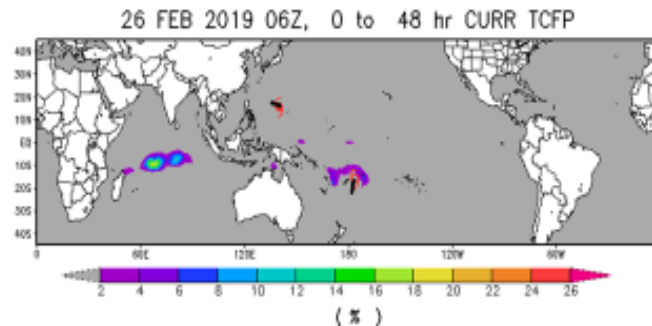 26 FEB 2019 06Z, 0 to 48 hr CURR TCFP
40N
30N
20N
10N
EQ
10S
20S
30S
40S
0 60E 120E 180 120W 60W
2 4 6 8 10 12 14 16 18 20 22 24 26
(%)